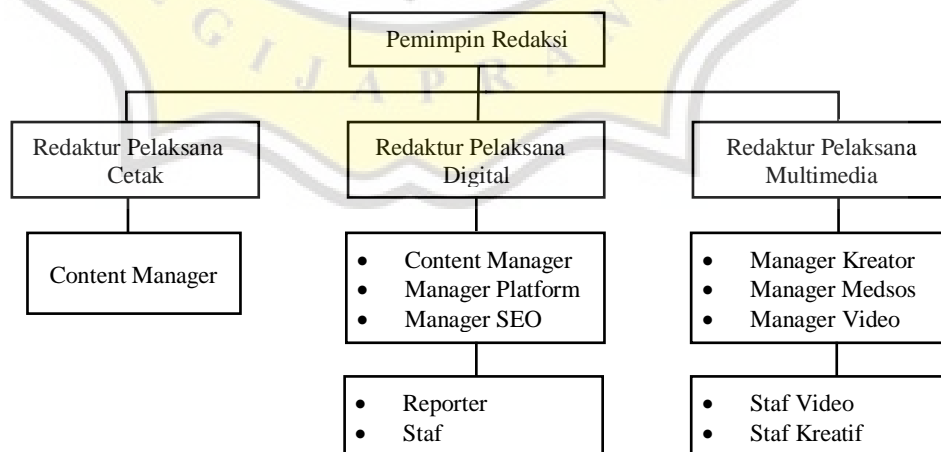 GIJAPRAN
Pemimpin Redaksi
Redaktur Pelaksana
Cetak
Redaktur Pelaksana
Digital
Redaktur Pelaksana
Multimedia
Content Manager
• Content Manager
• Manager Platform
• Manager SEO
• Manager Kreator
• Manager Medsos
• Manager Video
• Reporter
• Staf
• Staf Video
• Staf Kreatif